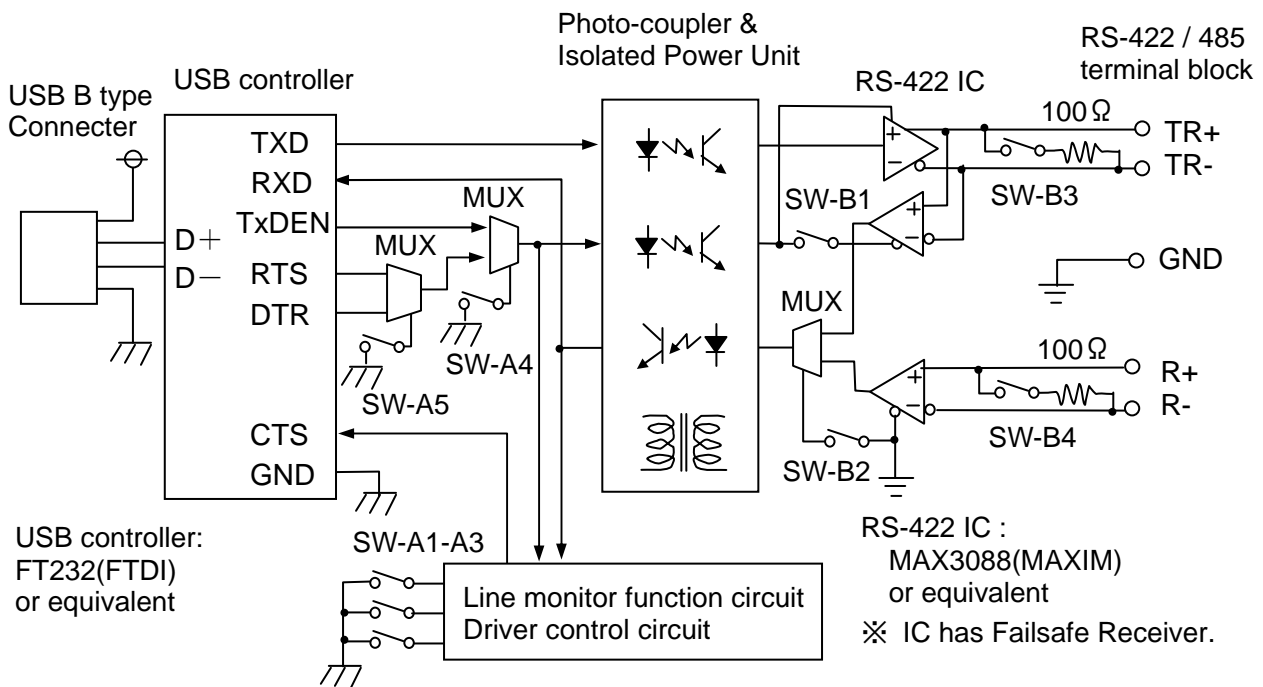 Photo-coupler &
Isolated Power Unit
RS-422 / 485
terminal block
USB controller
RS-422 IC
USB B type
Connecter
100Ω
TXD
TR+
RXD
TR-
MUX
SW-B1
SW-B3
TxDEN
MUX
D+
D−
RTS
GND
DTR
MUX
SW-A4
100Ω
R+
SW-A5
R-
CTS
SW-B4
SW-B2
GND
USB controller:
FT232(FTDI)
or equivalent
SW-A1-A3
RS-422 IC :
MAX3088(MAXIM)
or equivalent
※ IC has Failsafe Receiver.
Line monitor function circuit
Driver control circuit
+
−
+
−
+
−